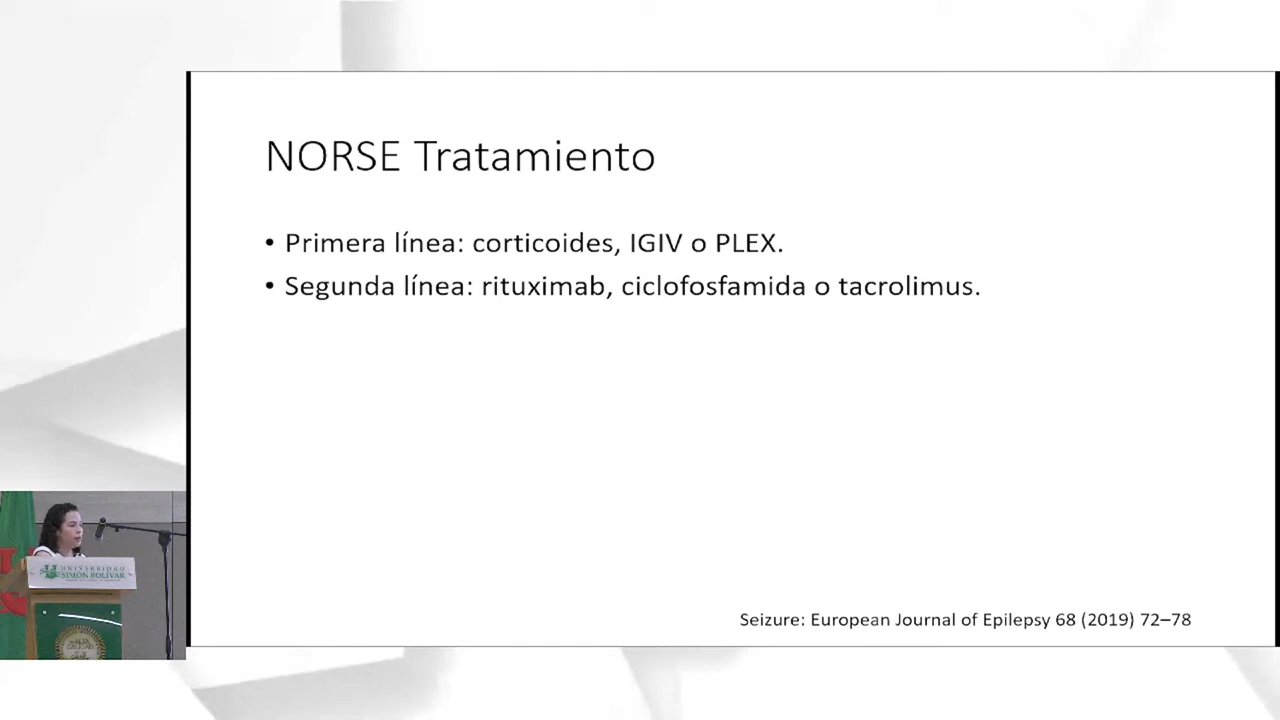 NORSE Tratamiento
• Primera línea: corticoides, IGIV o PLEX.
• Segunda línea: rituximab, ciclofosfamida o tacrolimus.
Seizure: European Journal of Epilepsy 68 (2019) 72–78
UNIVERSIDAD
SIMÓN BOLÍVAR